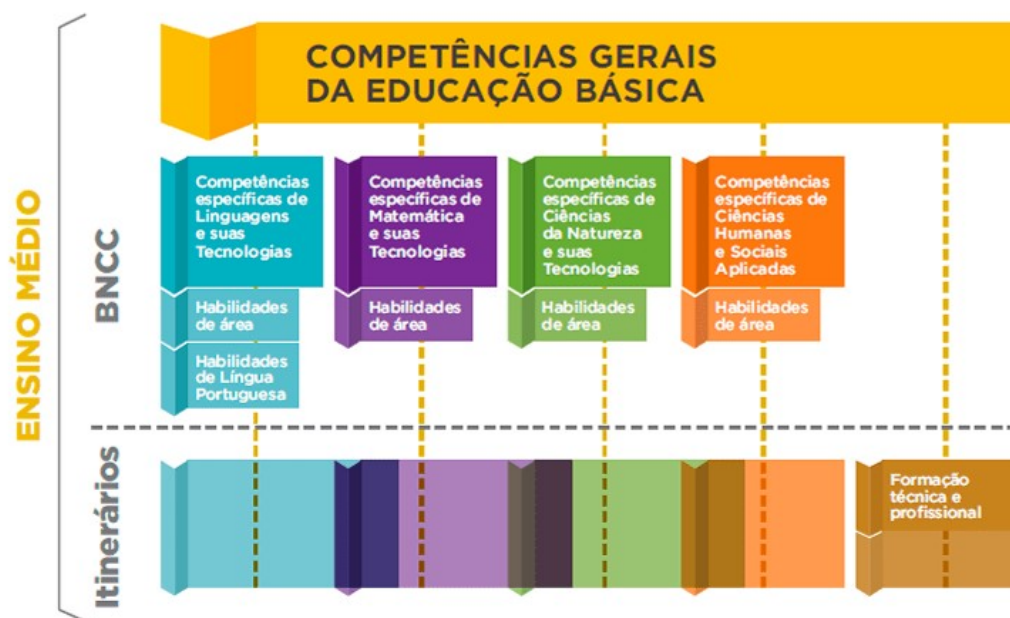 COMPETÊNCIAS GERAIS
DA EDUCAÇÃO BÁSICA
ENSINO MÉDIO
BNCC
Competências
específicas de
Linguagens
e suas
Tecnologias
Habilidades
de área
Habilidades
de Língua
Portuguesa
Competências
específicas de
Matemática
e suas
Tecnologias
Habilidades
de área
Competências
específicas de
Ciências
da Natureza
e suas
Tecnologias
Habilidades
de área
Competências
específicas de
Ciências
Humanas
e Sociais
Aplicadas
Habilidades
de área
Itinerários
Formação
técnica e
profissional